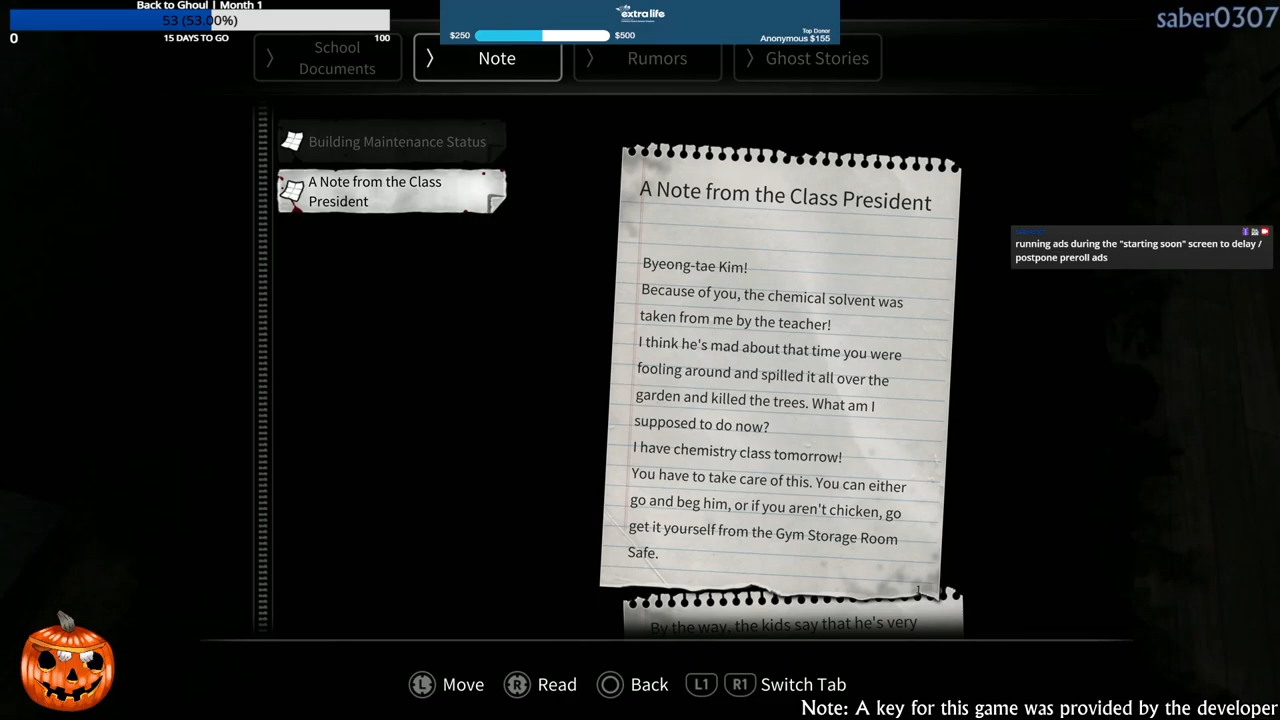 Back to Ghoul | Month 1
53 (53.00%)
0
15 DAYS TO GO
100
extralife
$250
$500
Top Donor
Anonymous $155
saber0307
School
Documents
Note
Rumors
Ghost Stories
Building Maintenance Status
A Note from the Class
President
A Note from the Class President
Byeong-tae Kim!
Because of you, the chemical solvent was
taken from me by the teacher!
I think he's mad about that time you were
fooling around and spilled it all over the
garden and killed the trees. What am I
supposed to do now?
I have chemistry class tomorrow!
You have to take care of this. You can either
go and beg him, or if you aren't chicken, go
get it yourself from the Gym Storage Room
Safe.
1
By the way, the kids say that he's very
running ads during the "starting soon" screen to delay /
postpone preroll ads
L Move
R Read
Back
L1
R1
Switch Tab
Note: A key for this game was provided by the developer